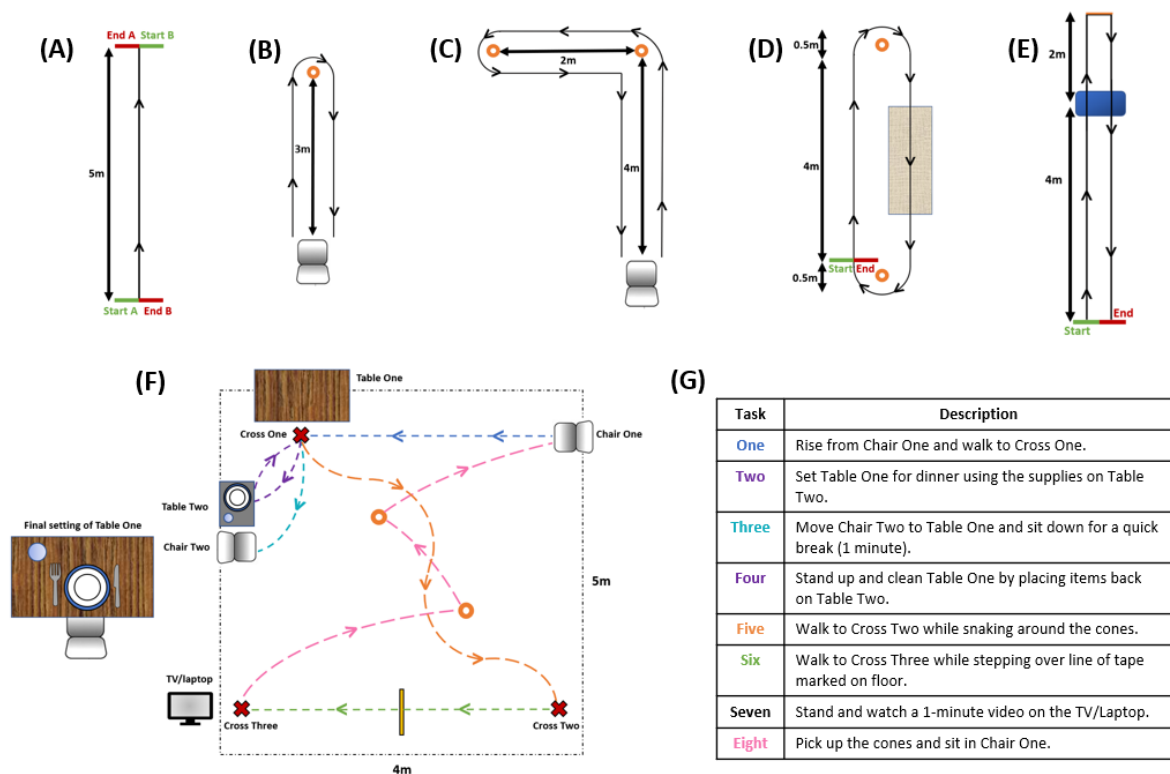 (A)
End A Start B
5m
Start A End B
(B)
3m
(C)
2m
4m
(D)
0.5m
4m
Start End
0.5m
(E)
2m
4m
End
Start
(F)
Table One
Cross One
Chair One
Table Two
Final setting of Table One
Chair Two
5m
TV/laptop
Cross Three
Cross Two
4m
(G)
Task Description
One Rise from Chair One and walk to Cross One.
Two Set Table One for dinner using the supplies on Table
Two.
Three Move Chair Two to Table One and sit down for a quick
break (1 minute).
Four Stand up and clean Table One by placing items back
on Table Two.
Five Walk to Cross Two while snaking around the cones.
Six Walk to Cross Three while stepping over line of tape
marked on floor.
Seven Stand and watch a 1-minute video on the TV/Laptop.
Eight Pick up the cones and sit in Chair One.